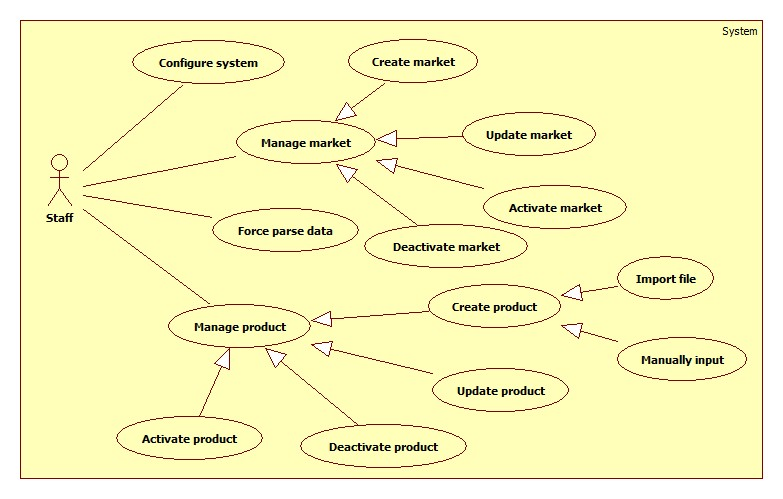 System
Configure system
Create market
Manage market
Update market
Staff
Activate market
Force parse data
Deactivate market
Import file
Create product
Manage product
Manually input
Update product
Activate product
Deactivate product